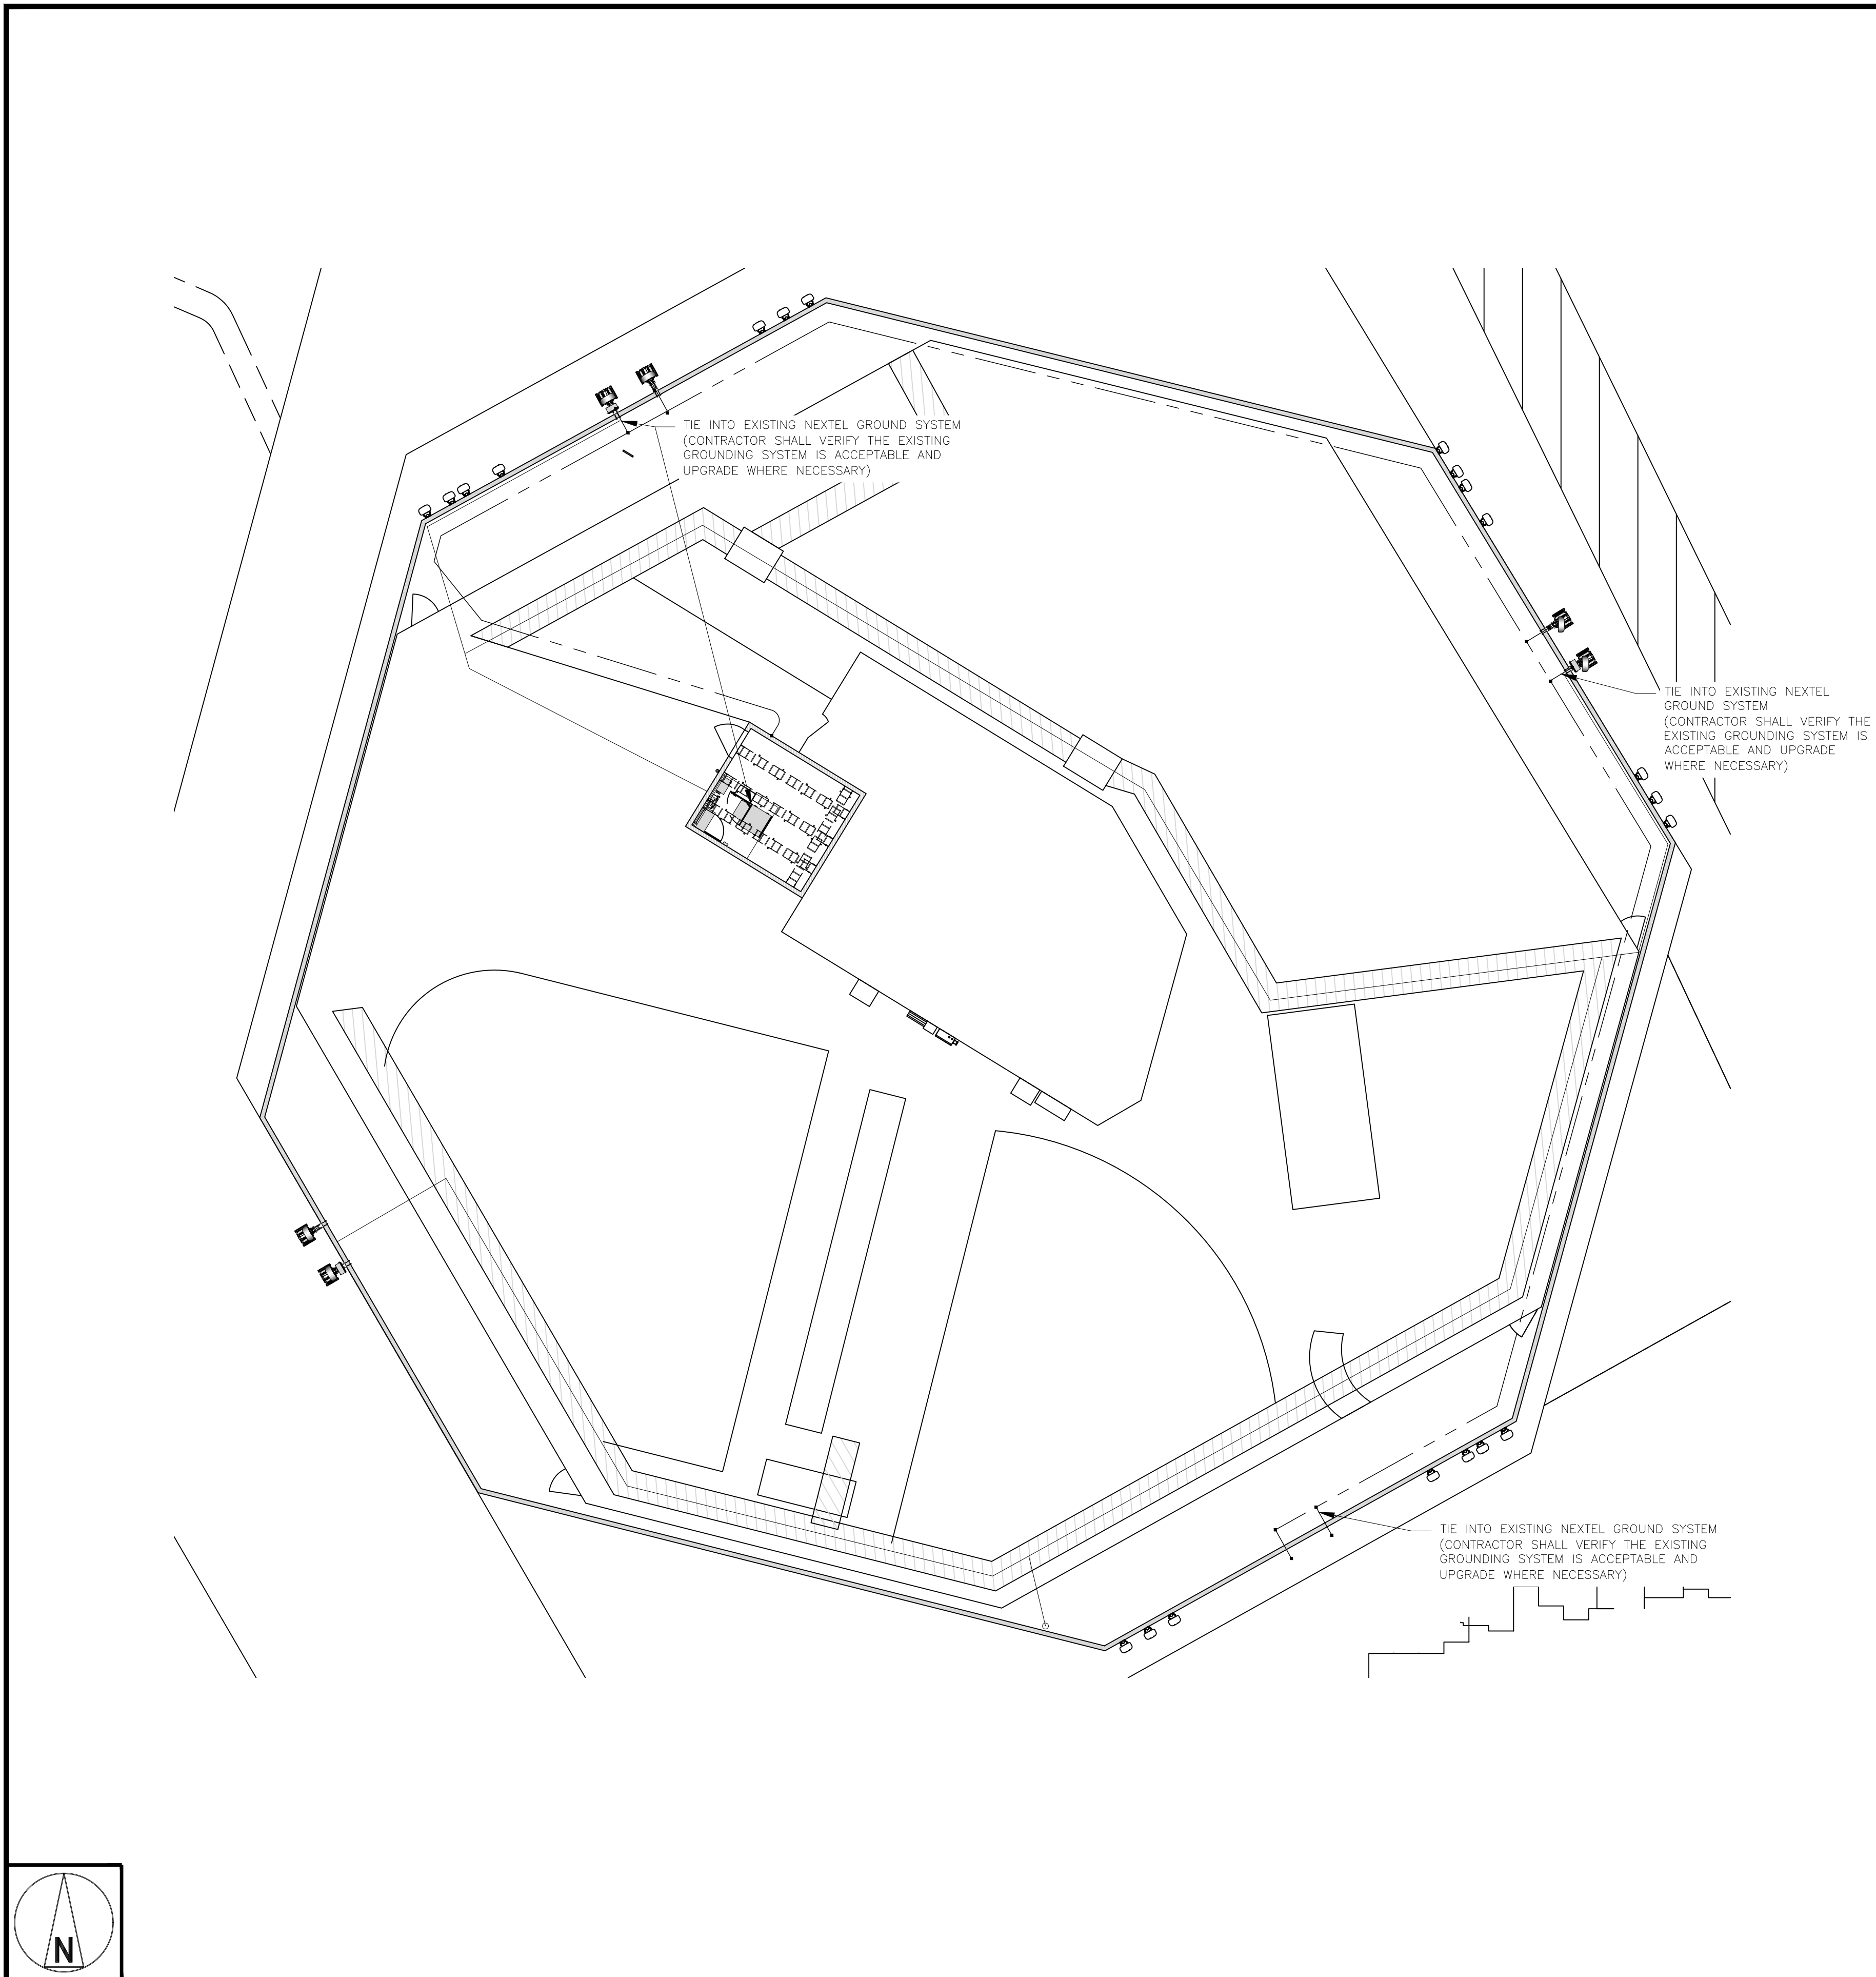 TIE INTO EXISTING NEXTEL GROUND SYSTEM
(CONTRACTOR SHALL VERIFY THE EXISTING
GROUNDING SYSTEM IS ACCEPTABLE AND
UPGRADE WHERE NECESSARY)
TIE INTO EXISTING NEXTEL
GROUND SYSTEM
(CONTRACTOR SHALL VERIFY THE
EXISTING GROUNDING SYSTEM IS
ACCEPTABLE AND UPGRADE
WHERE NECESSARY)
TIE INTO EXISTING NEXTEL GROUND SYSTEM
(CONTRACTOR SHALL VERIFY THE EXISTING
GROUNDING SYSTEM IS ACCEPTABLE AND
UPGRADE WHERE NECESSARY)
N